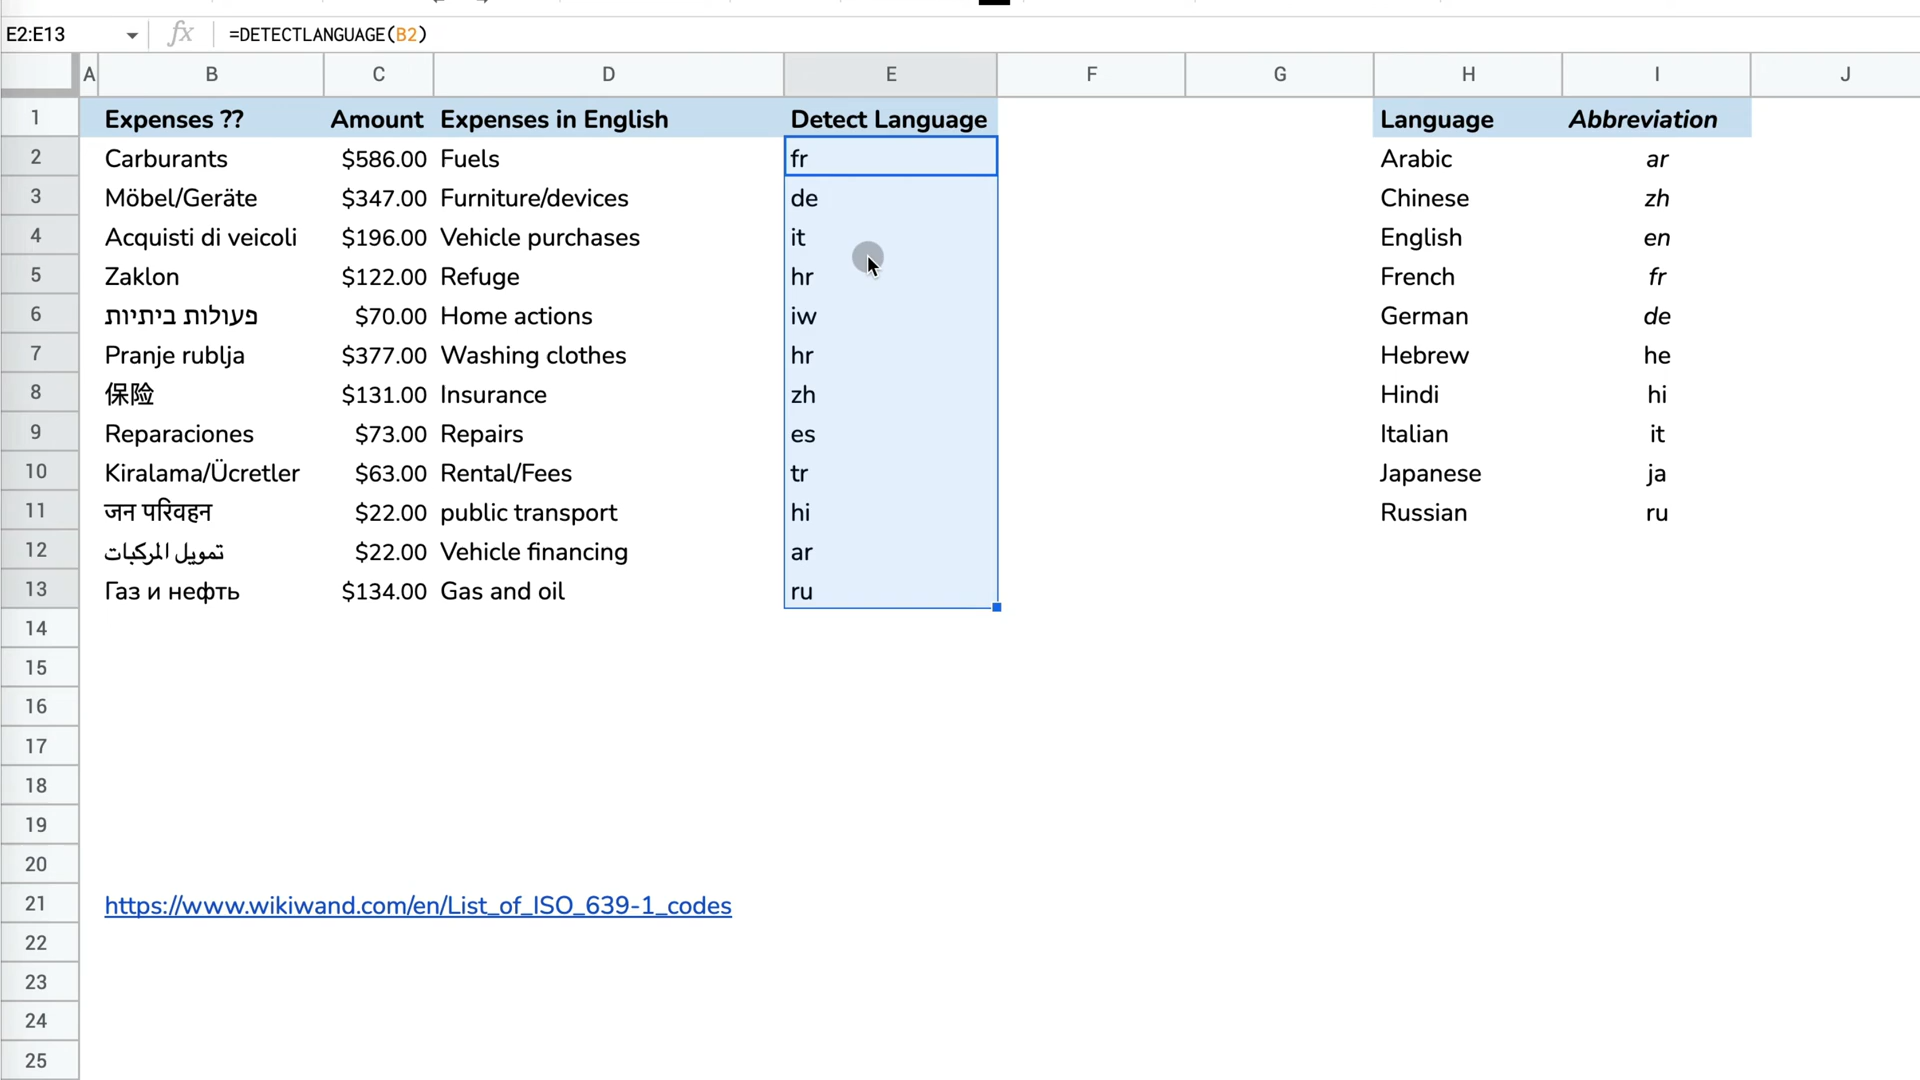 E2:E13 fx =DETECTLANGUAGE(B2)
A B C D E F G H I J
1 Expenses ?? Amount Expenses in English Detect Language Language Abbreviation
2 Carburants $586.00 Fuels fr Arabic ar
3 Möbel/Geräte $347.00 Furniture/devices de Chinese zh
4 Acquisti di veicoli $196.00 Vehicle purchases it English en
5 Zaklon $122.00 Refuge hr French fr
6 פעולות ביתיות $70.00 Home actions iw German de
7 Pranje rublja $377.00 Washing clothes hr Hebrew he
8 保险 $131.00 Insurance zh Hindi hi
9 Reparaciones $73.00 Repairs es Italian it
10 Kiralama/Ücretler $63.00 Rental/Fees tr Japanese ja
11 जन परिवहन $22.00 public transport hi Russian ru
12 تمويل المركبات $22.00 Vehicle financing ar
13 Газ и нефть $134.00 Gas and oil ru
14
15
16
17
18
19
20
21 https://www.wikiwand.com/en/List_of_ISO_639-1_codes
22
23
24
25